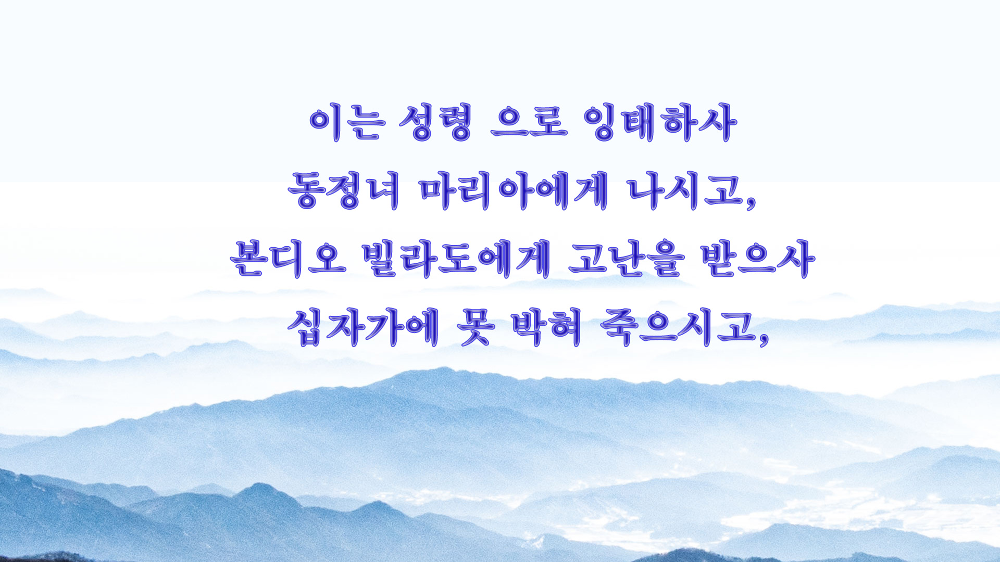 이는 성령 으로 잉태하사
동정녀 마리아에게 나시고,
본디오 빌라도에게 고난을 받으사
십자가에 못 박혀 죽으시고,